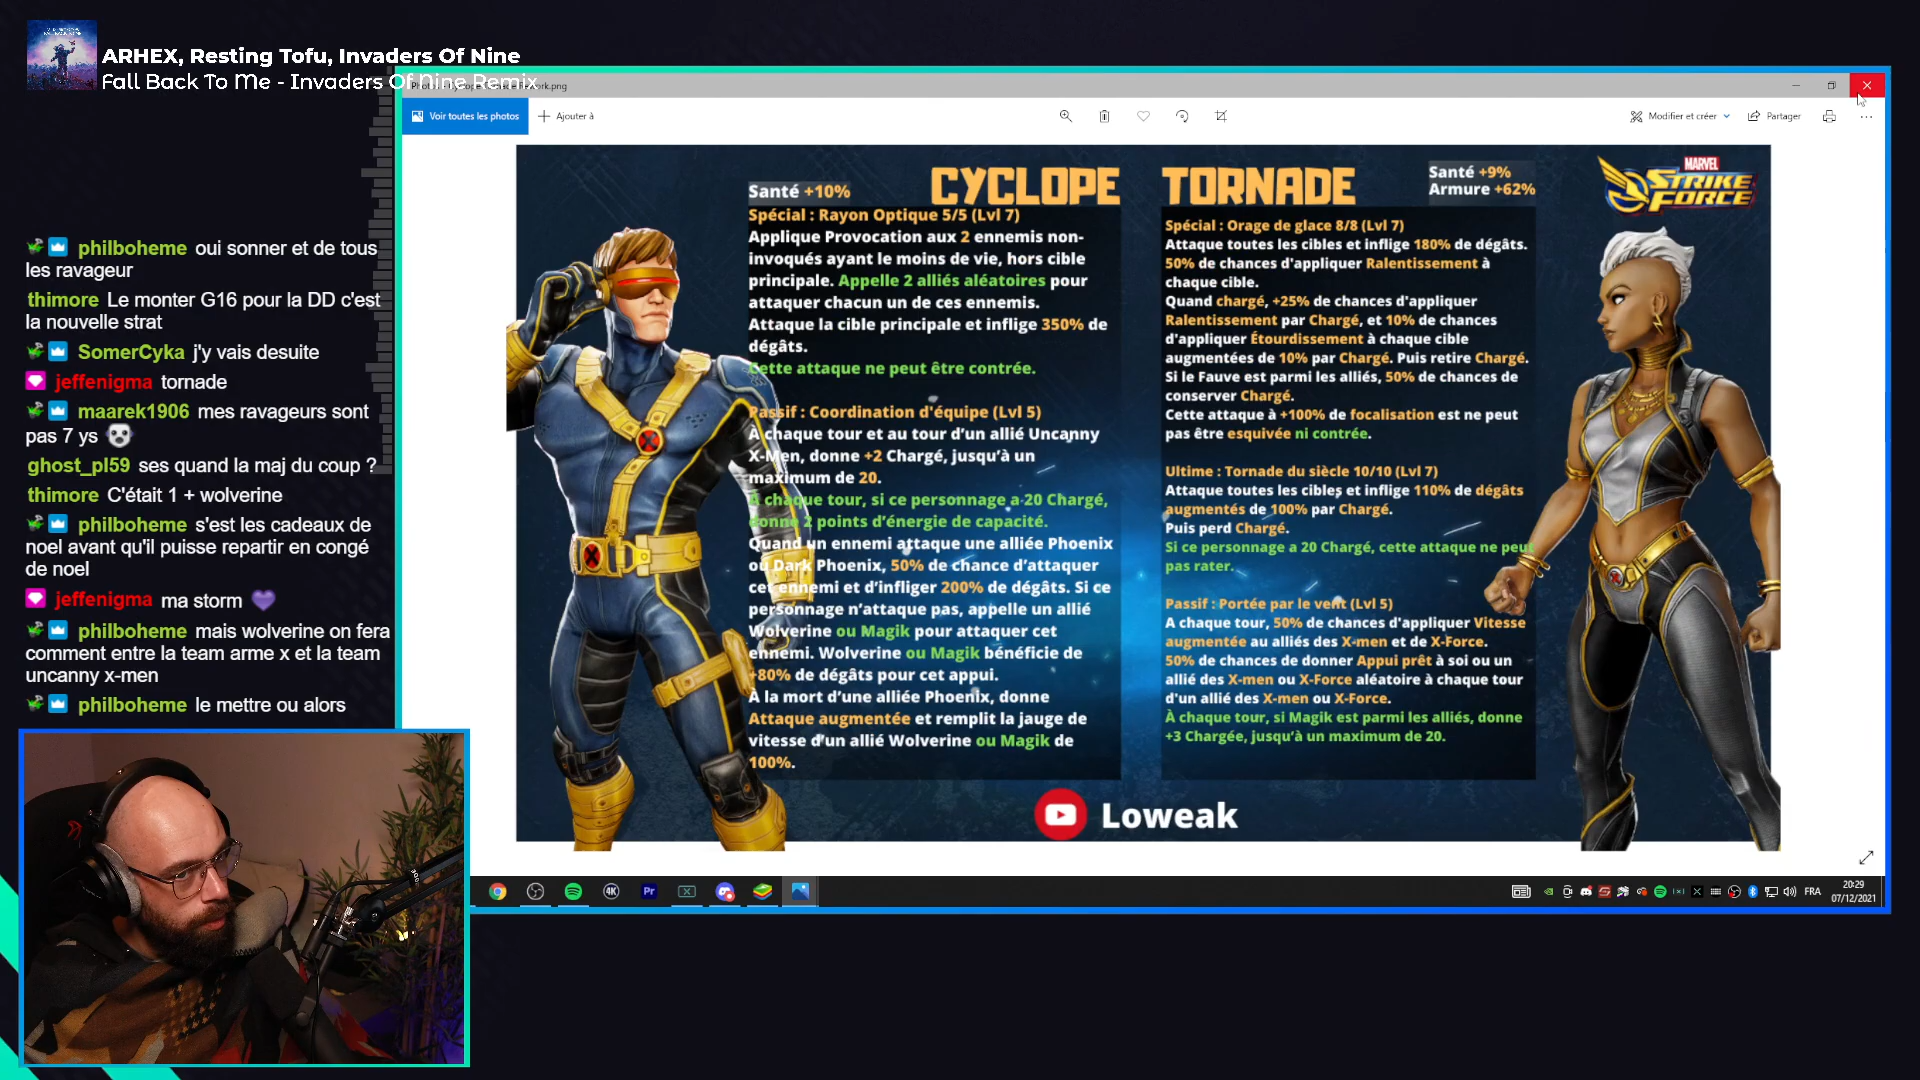 ARHEX, Resting Tofu, Invaders Of Nine
Fall Back To Me - Invaders Of Nine Remix
Voir toutes les photos
Ajouter à
Modifier et créer
Partager
philboheme oui sonner et de tous
les ravageur
thimore Le monter G16 pour la DD c'est
la nouvelle strat
SomerCyka j'y vais desuite
jeffenigma tornade
maarek1906 mes ravageurs sont
pas 7 ys
ghost_pl59 ses quand la maj du coup ?
thimore C'était 1 + wolverine
philboheme s'est les cadeaux de
noel avant qu'il puisse repartir en congé
de noel
jeffenigma ma storm
philboheme mais wolverine on fera
comment entre la team arme x et la team
uncanny x-men
philboheme le mettre ou alors
Santé +10%
CYCLOPE
Spécial : Rayon Optique 5/5 (Lvl 7)
Applique Provocation aux 2 ennemis non-
invoqués ayant le moins de vie, hors cible
principale. Appelle 2 alliés aléatoires pour
attaquer chacun un de ces ennemis.
Attaque la cible principale et inflige 350% de
dégâts.
Cette attaque ne peut être contrée.
Passif : Coordination d'équipe (Lvl 5)
À chaque tour et au tour d'un allié Uncanny
X-Men, donne +2 Chargé, jusqu'à un
maximum de 20.
À chaque tour, si ce personnage a 20 Chargé,
donne 2 points d'énergie de capacité.
Quand un ennemi attaque une alliée Phoenix
ou Dark Phoenix, 50% de chance d'attaquer
cet ennemi et d'infliger 200% de dégâts. Si ce
personnage n'attaque pas, appelle un allié
Wolverine ou Magik pour attaquer cet
ennemi. Wolverine ou Magik bénéficie de
+80% de dégâts pour cet appui.
À la mort d'une alliée Phoenix, donne
Attaque augmentée et remplit la jauge de
vitesse d'un allié Wolverine ou Magik de
100%.
TORNADE
Santé +9%
Armure +62%
MARVEL
STRIKE
FORCE
Spécial : Orage de glace 8/8 (Lvl 7)
Attaque toutes les cibles et inflige 180% de dégâts.
50% de chances d'appliquer Ralentissement à
chaque cible.
Quand chargé, +25% de chances d'appliquer
Ralentissement par Chargé, et 10% de chances
d'appliquer Étourdissement à chaque cible
augmentées de 10% par Chargé. Puis retire Chargé.
Si le Fauve est parmi les alliés, 50% de chances de
conserver Chargé.
Cette attaque à +100% de focalisation est ne peut
pas être esquivée ni contrée.
Ultime : Tornade du siècle 10/10 (Lvl 7)
Attaque toutes les cibles et inflige 110% de dégâts
augmentés de 100% par Chargé.
Puis perd Chargé.
Si ce personnage a 20 Chargé, cette attaque ne peut
pas rater.
Passif : Portée par le vent (Lvl 5)
A chaque tour, 50% de chances d'appliquer Vitesse
augmentée au alliés des X-men et de X-Force.
50% de chances de donner Appui prêt à soi ou un
allié des X-men ou X-Force aléatoire à chaque tour
d'un allié des X-men ou X-Force.
À chaque tour, si Magik est parmi les alliés, donne
+3 Chargée, jusqu'à un maximum de 20.
Loweak
4K
Pr
FRA
20:29
07/12/2021